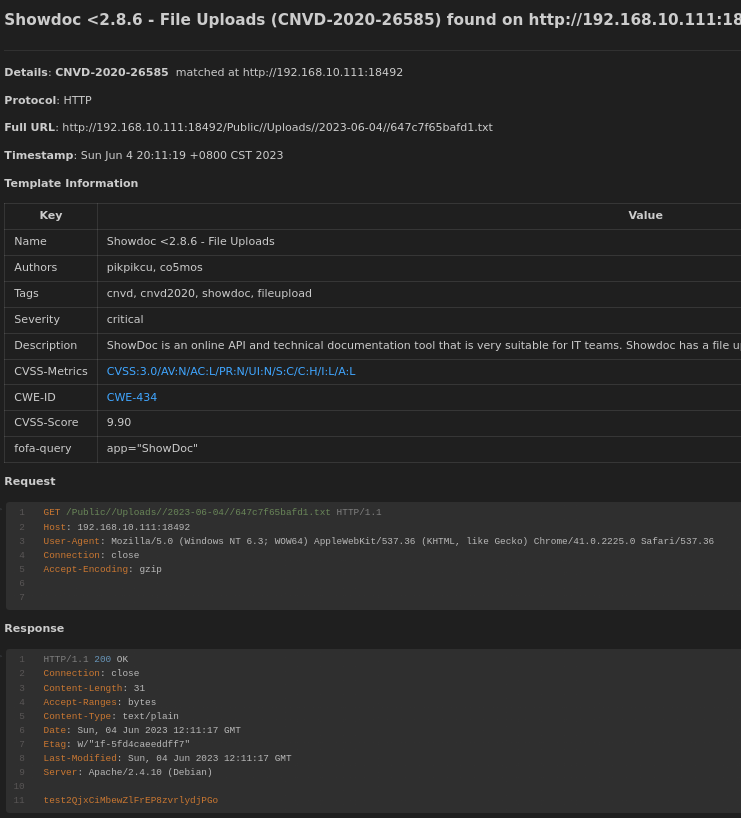 Showdoc <2.8.6 - File Uploads (CNVD-2020-26585) found on http://192.168.10.111:18
Details: CNVD-2020-26585 matched at http://192.168.10.111:18492
Protocol: HTTP
Full URL: http://192.168.10.111:18492/Public//Uploads//2023-06-04//647c7f65bafd1.txt
Timestamp: Sun Jun 4 20:11:19 +0800 CST 2023
Template Information
Key Value
Name Showdoc <2.8.6 - File Uploads
Authors pikpikcu, co5mos
Tags cnvd, cnvd2020, showdoc, fileupload
Severity critical
Description ShowDoc is an online API and technical documentation tool that is very suitable for IT teams. Showdoc has a file u
CVSS-Metrics CVSS:3.0/AV:N/AC:L/PR:N/UI:N/S:C/C:H/I:L/A:L
CWE-ID CWE-434
CVSS-Score 9.90
fofa-query app="ShowDoc"
Request
1 GET /Public//Uploads//2023-06-04//647c7f65bafd1.txt HTTP/1.1
2 Host: 192.168.10.111:18492
3 User-Agent: Mozilla/5.0 (Windows NT 6.3; WOW64) AppleWebKit/537.36 (KHTML, like Gecko) Chrome/41.0.2225.0 Safari/537.36
4 Connection: close
5 Accept-Encoding: gzip
6
7
Response
1 HTTP/1.1 200 OK
2 Connection: close
3 Content-Length: 31
4 Accept-Ranges: bytes
5 Content-Type: text/plain
6 Date: Sun, 04 Jun 2023 12:11:17 GMT
7 Etag: W/"1f-5fd4caeeddff7"
8 Last-Modified: Sun, 04 Jun 2023 12:11:17 GMT
9 Server: Apache/2.4.10 (Debian)
10
11 test2QjxCiMbewZlFrEP8zvrlydjPGo